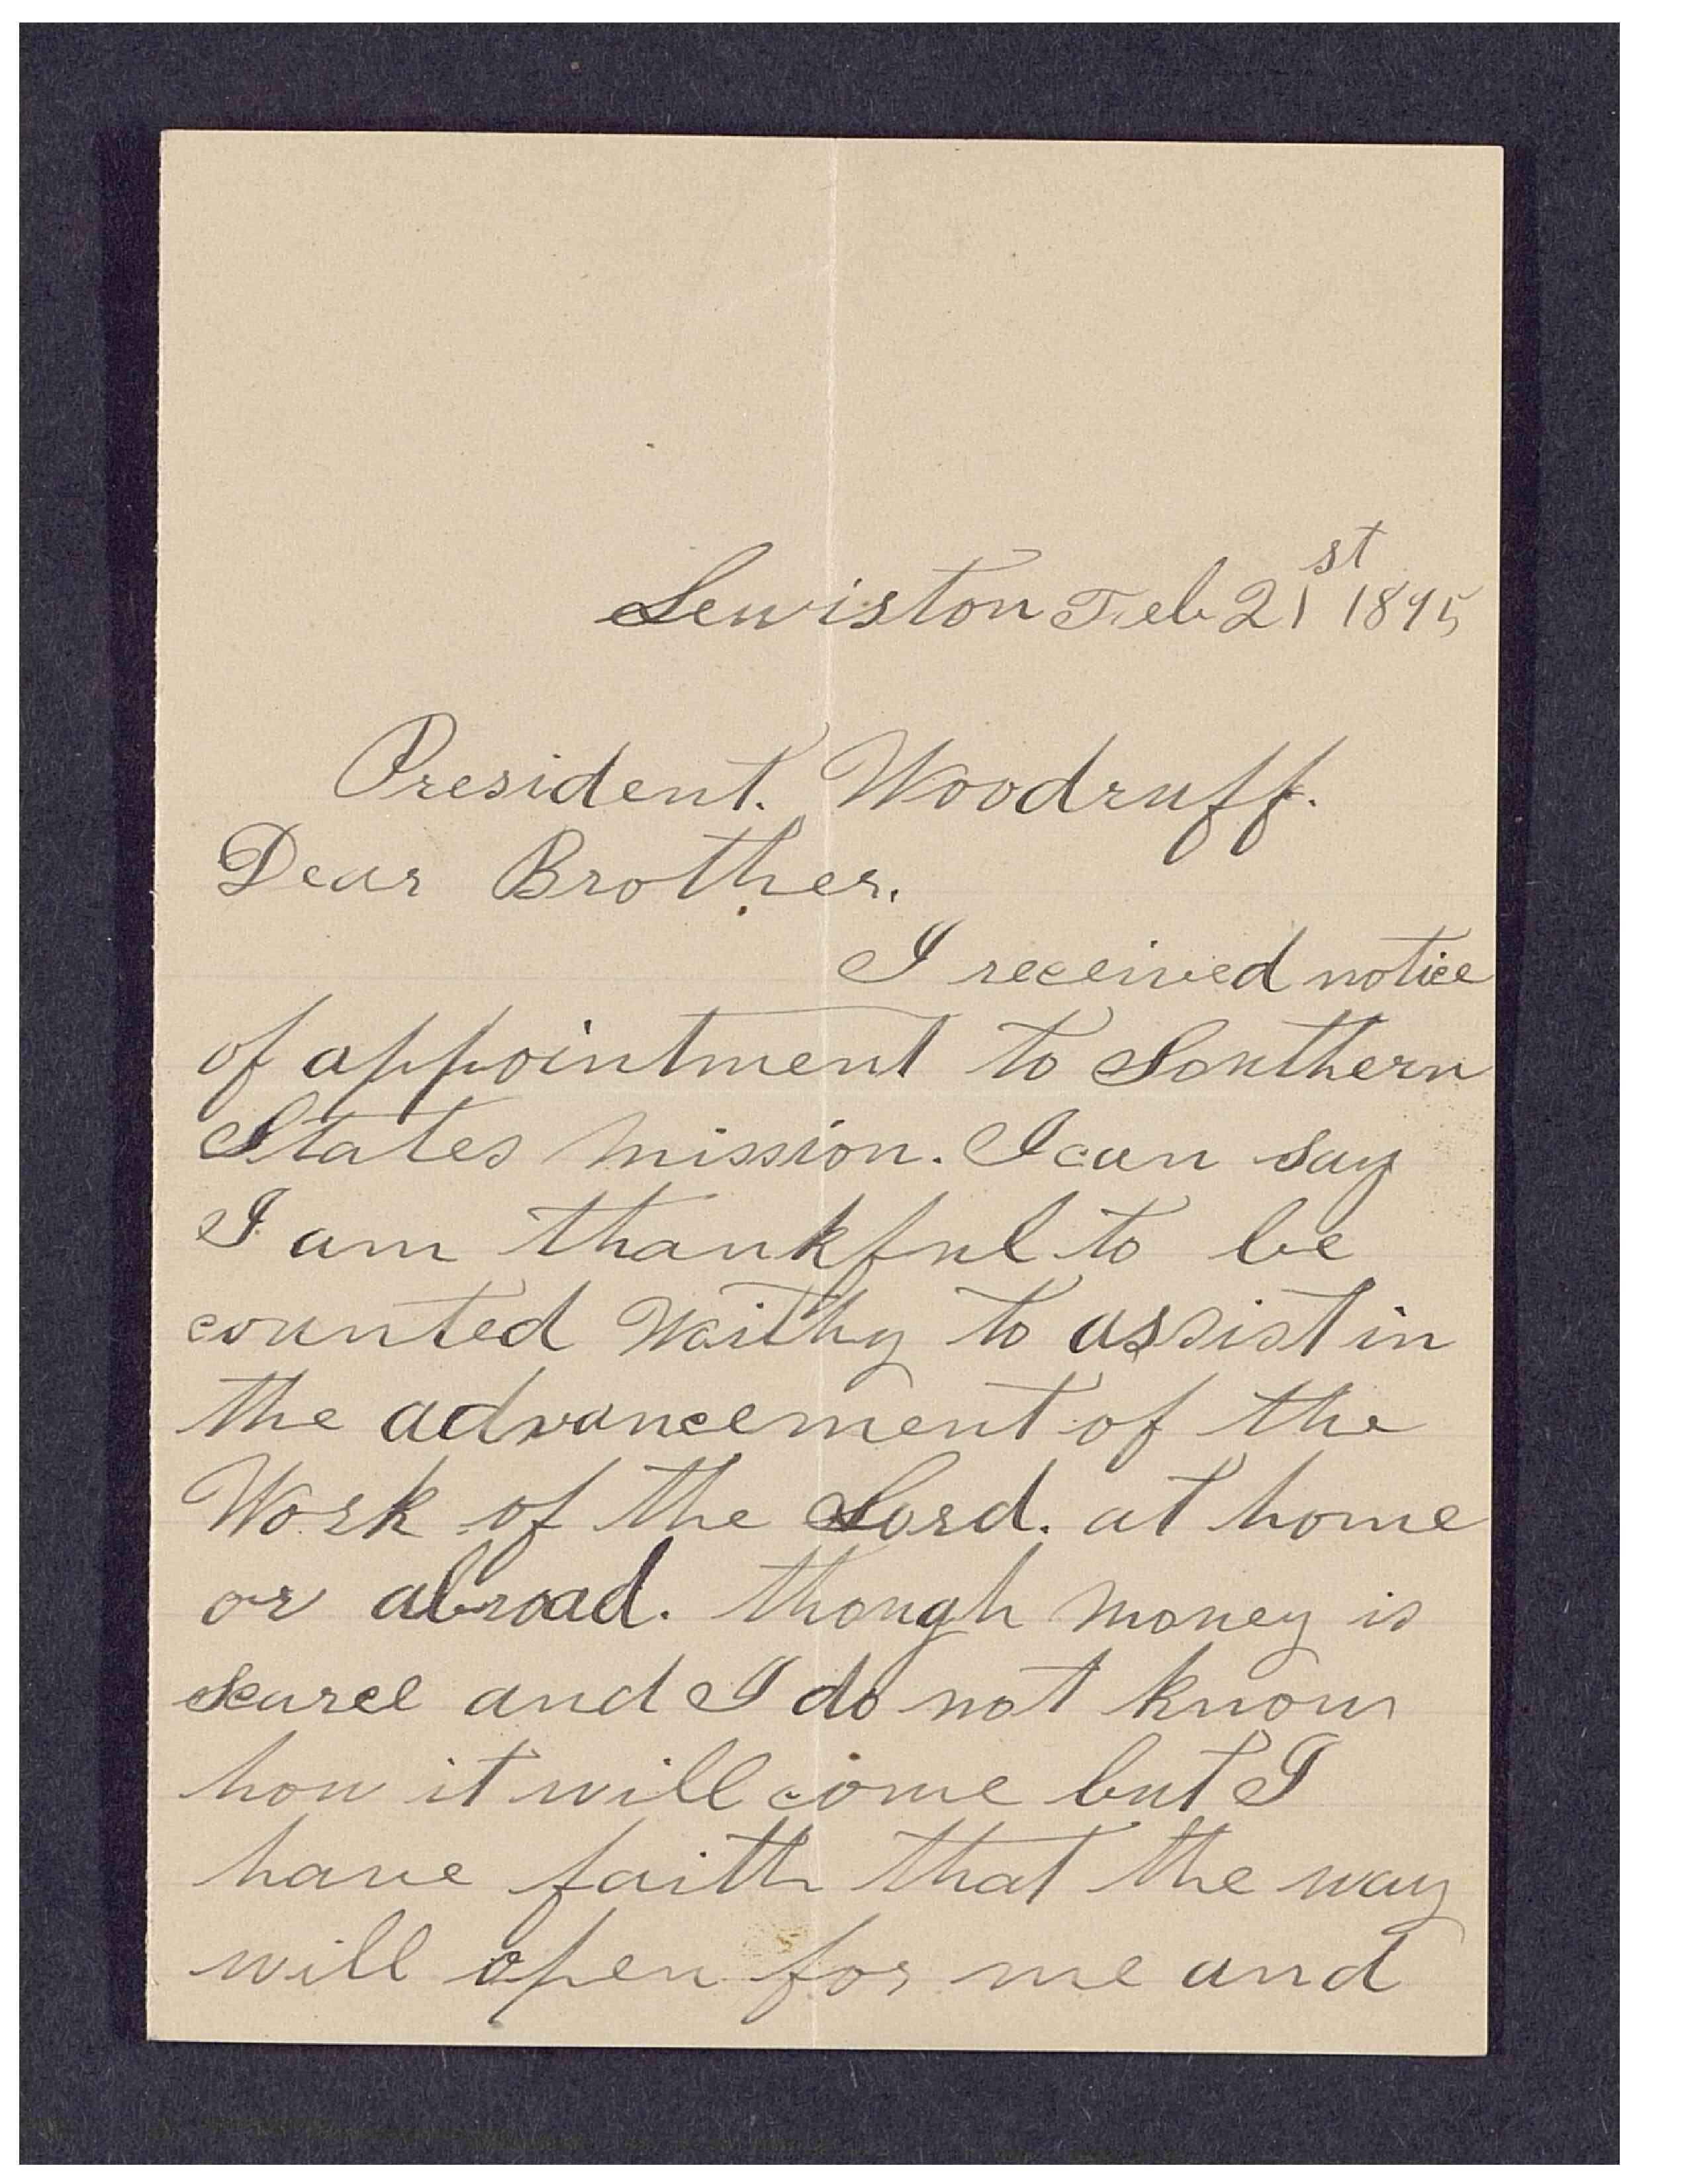 Lewiston Feb 21st 1895
President. Woodruff.
Dear Brother.
I received notice
of appointment to Southern
States mission. I can say
I am thankful to be
counted Worthy to assist in
the advancement of the
Work of the Lord. at home
or abroad. though money is
scarce and I do not know
how it will come but I
have faith that the way
will open for me and